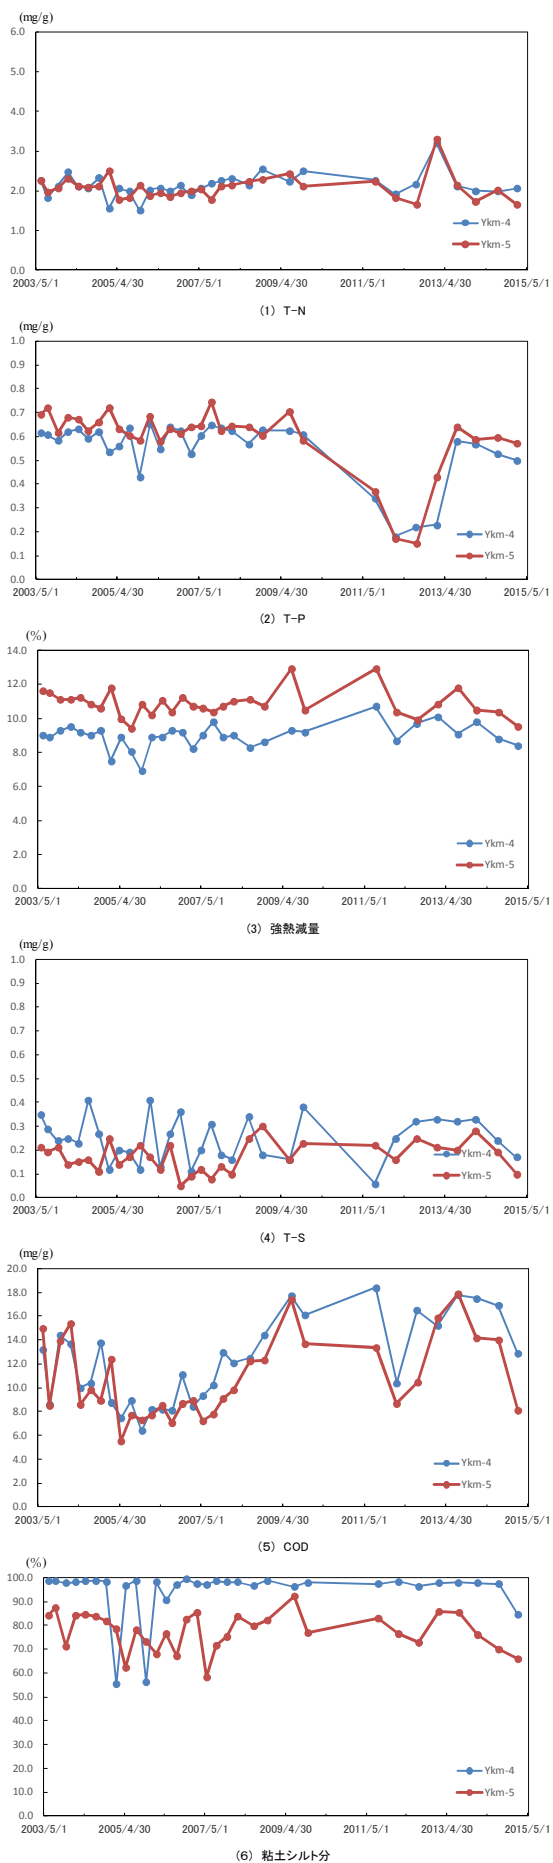 (mg/g)
6.0
5.0
4.0
3.0
2.0
1.0
0.0
Ykm-4
Ykm-5
2003/5/1 2005/4/30 2007/5/1 2009/4/30 2011/5/1 2013/4/30 2015/5/1
(1) T-N
(mg/g)
1.0
0.9
0.8
0.7
0.6
0.5
0.4
0.3
0.2
0.1
0.0
Ykm-4
Ykm-5
2003/5/1 2005/4/30 2007/5/1 2009/4/30 2011/5/1 2013/4/30 2015/5/1
(2) T-P
(%)
14.0
12.0
10.0
8.0
6.0
4.0
2.0
0.0
Ykm-4
Ykm-5
2003/5/1 2005/4/30 2007/5/1 2009/4/30 2011/5/1 2013/4/30 2015/5/1
(3) 強熱減量
(mg/g)
1.0
0.9
0.8
0.7
0.6
0.5
0.4
0.3
0.2
0.1
0.0
Ykm-4
Ykm-5
2003/5/1 2005/4/30 2007/5/1 2009/4/30 2011/5/1 2013/4/30 2015/5/1
(4) T-S
(mg/g)
20.0
18.0
16.0
14.0
12.0
10.0
8.0
6.0
4.0
2.0
0.0
Ykm-4
Ykm-5
2003/5/1 2005/4/30 2007/5/1 2009/4/30 2011/5/1 2013/4/30 2015/5/1
(5) COD
(%)
100.0
90.0
80.0
70.0
60.0
50.0
40.0
30.0
20.0
10.0
0.0
Ykm-4
Ykm-5
2003/5/1 2005/4/30 2007/5/1 2009/4/30 2011/5/1 2013/4/30 2015/5/1
(6) 粘土シルト分